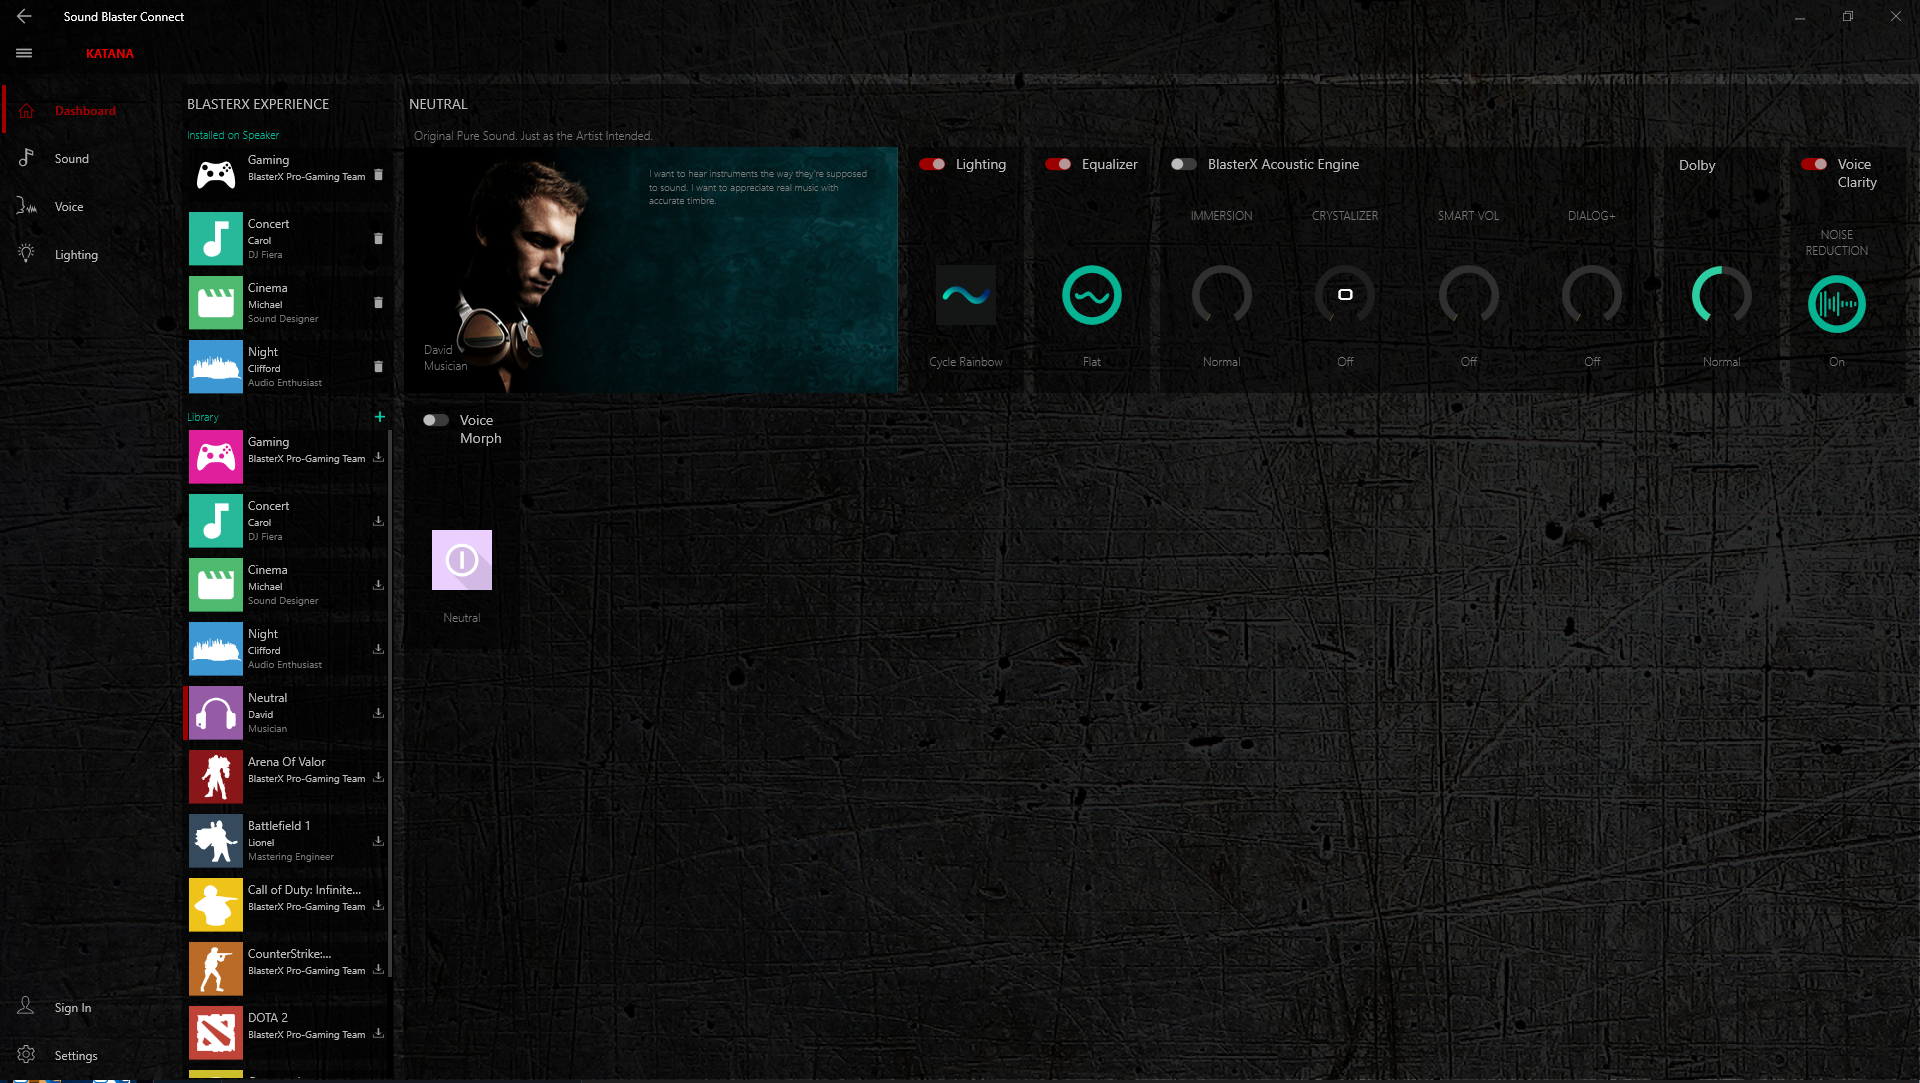 Sound Blaster Connect
KATANA
Dashboard
Sound
Voice
Lighting
Sign In
Settings
BLASTERX EXPERIENCE
Installed on Speaker
Gaming
BlasterX Pro-Gaming Team
Concert
Carol
DJ Fiera
Cinema
Michael
Sound Designer
Night
Clifford
Audio Enthusiast
Library
Gaming
BlasterX Pro-Gaming Team
Concert
Carol
DJ Fiera
Cinema
Michael
Sound Designer
Night
Clifford
Audio Enthusiast
Neutral
David
Musician
Arena Of Valor
BlasterX Pro-Gaming Team
Battlefield 1
Lionel
Mastering Engineer
Call of Duty: Infinite...
BlasterX Pro-Gaming Team
CounterStrike:...
BlasterX Pro-Gaming Team
DOTA 2
BlasterX Pro-Gaming Team
NEUTRAL
Original Pure Sound. Just as the Artist Intended.
I want to hear instruments the way they're supposed
to sound. I want to appreciate real music with
accurate timbre.
David
Musician
Lighting
Cycle Rainbow
Equalizer
Flat
BlasterX Acoustic Engine
IMMERSION
Normal
CRYSTALIZER
Off
SMART VOL
Off
DIALOG+
Off
Dolby
Normal
Voice
Clarity
NOISE
REDUCTION
On
Voice
Morph
Neutral